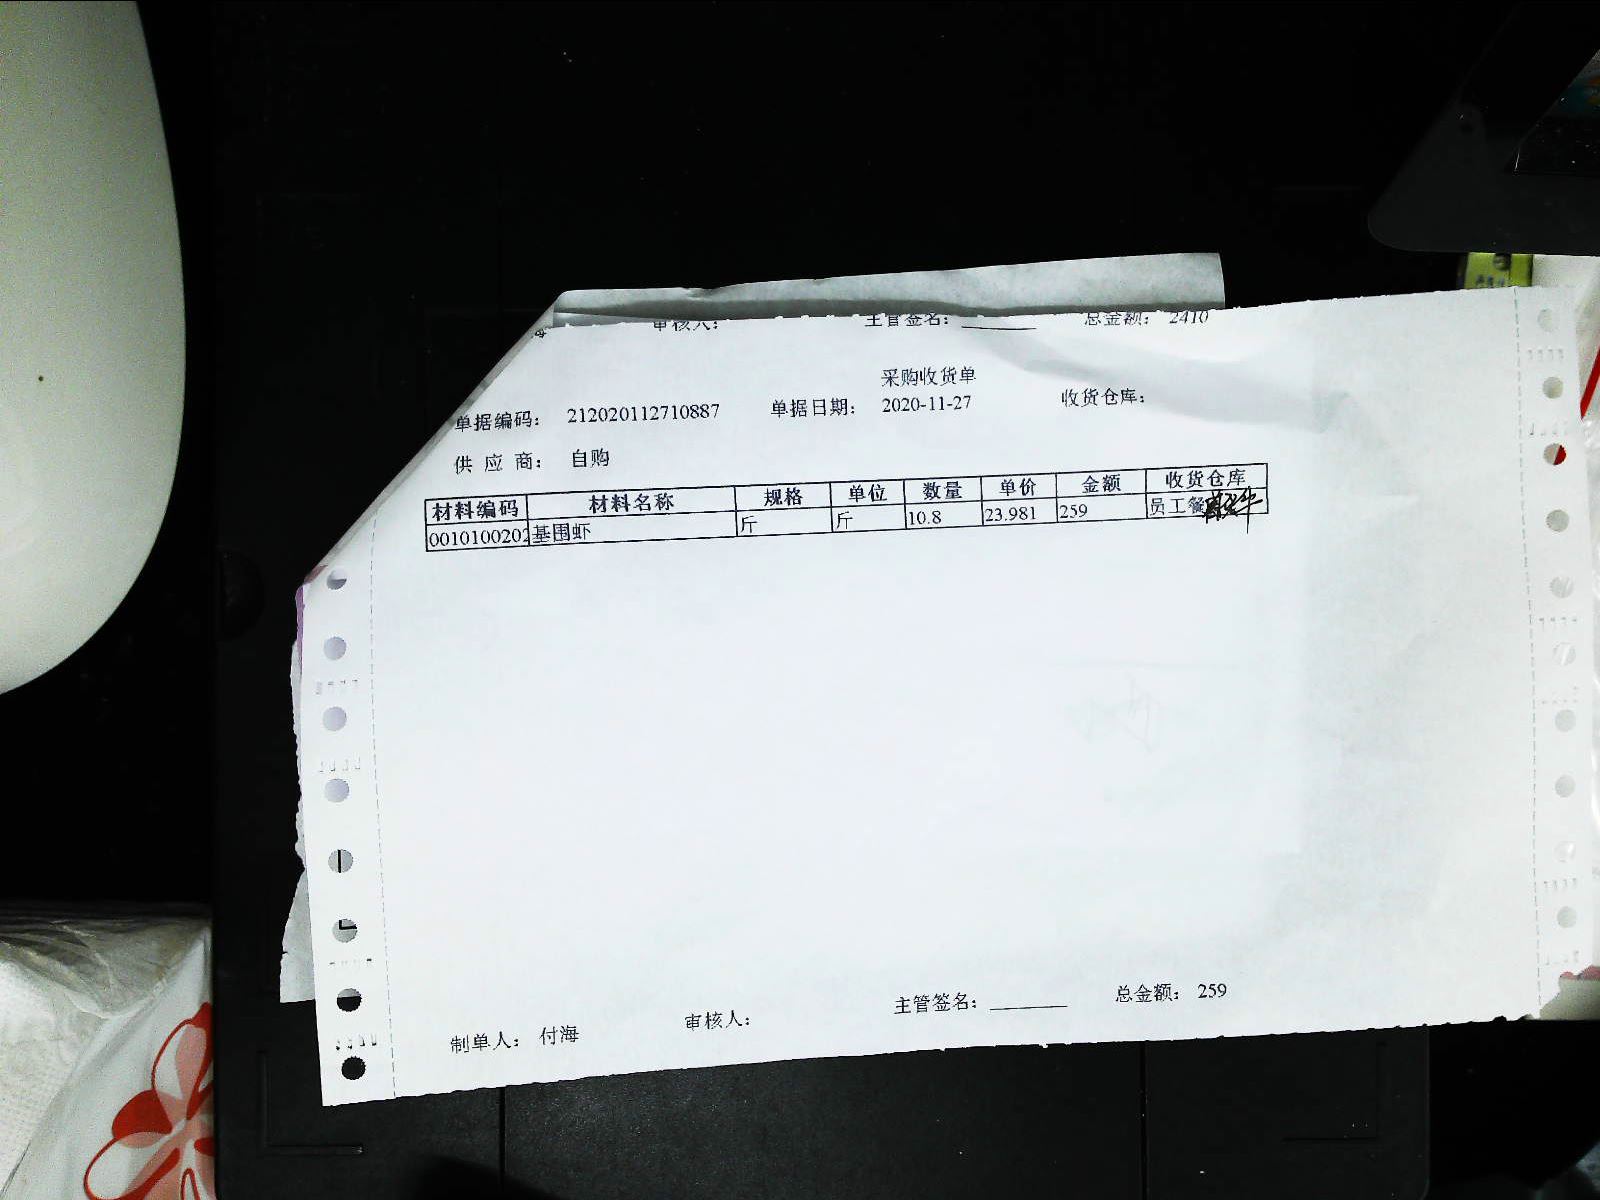 海 审核人： 主管签名：______ 总金额： 2410
采购收货单
单据编码： 212020112710887 单据日期： 2020-11-27 收货仓库：
供 应 商： 自购
材料编码 材料名称 规格 单位 数量 单价 金额 收货仓库
0010100202 基围虾 斤 斤 10.8 23.981 259 员工餐
制单人： 付海 审核人： 主管签名：______ 总金额： 259